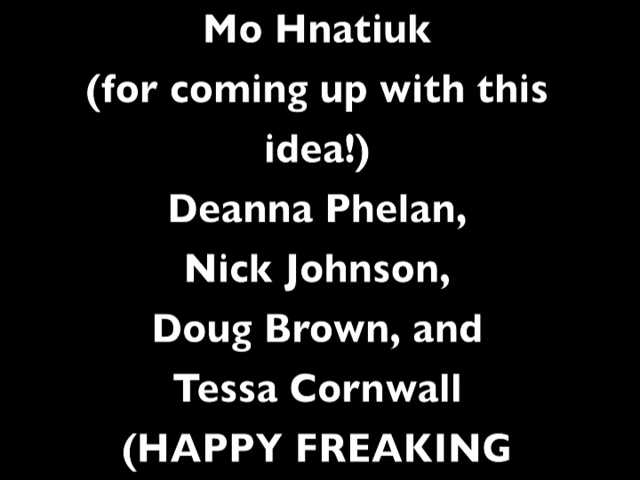 Mo Hnatiuk
(for coming up with this
idea!)
Deanna Phelan,
Nick Johnson,
Doug Brown, and
Tessa Cornwall
(HAPPY FREAKING